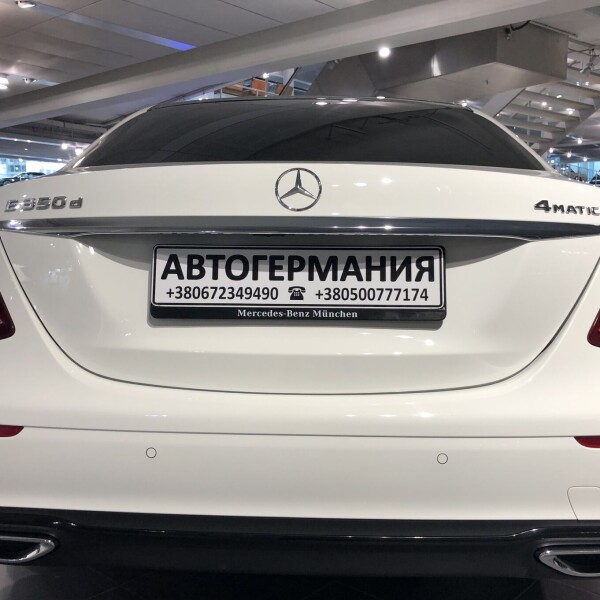 E 350 d
4MATIC
АВТОГЕРМАНИЯ
+380672349490 ☎ +380500777174
Mercedes-Benz München